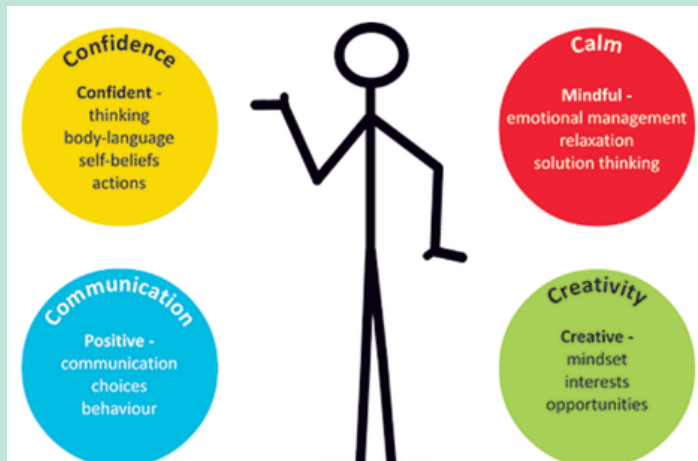 Confidence
Confident -
thinking
body-language
self-beliefs
actions
Calm
Mindful -
emotional management
relaxation
solution thinking
Communication
Positive -
communication
choices
behaviour
Creativity
Creative -
mindset
interests
opportunities